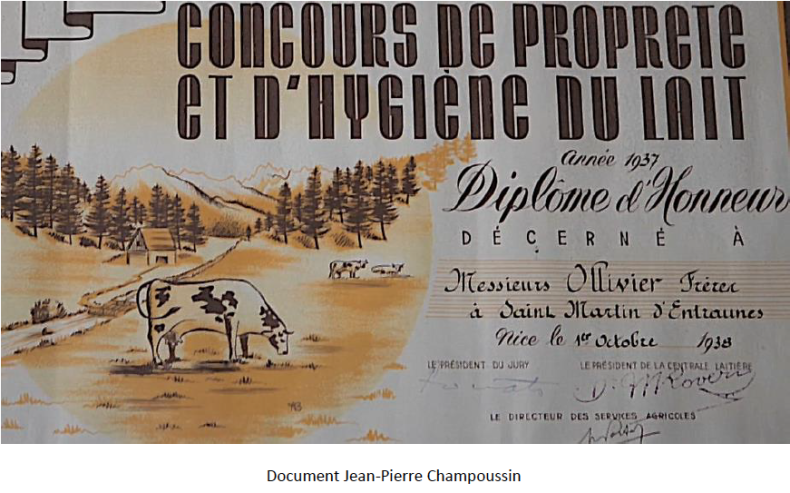 CONCOURS DE PROPRETE
ET D'HYGIÈNE DU LAIT
Année 1937
Diplôme d'Honneur
DÉCERNÉ À
Messieurs Ollivier Frères
à Saint Martin d'Entraunes
Nice le 1er Octobre 1938
LE PRÉSIDENT DU JURY LE PRÉSIDENT DE LA CENTRALE LAITIÈRE
LE DIRECTEUR DES SERVICES AGRICOLES
Document Jean-Pierre Champoussin